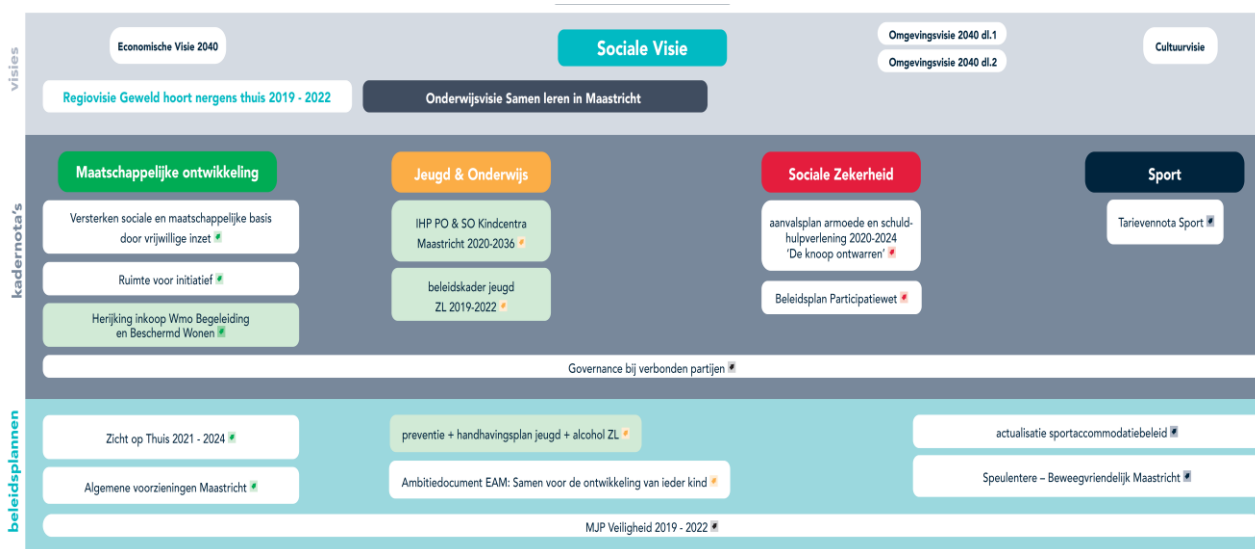 visies
Economische Visie 2040
Sociale Visie
Omgevingsvisie 2040 dl.1
Omgevingsvisie 2040 dl.2
Cultuurvisie
Regiovisie Geweld hoort nergens thuis 2019 - 2022
Onderwijsvisie Samen leren in Maastricht
kadernota's
Maatschappelijke ontwikkeling
Versterken sociale en maatschappelijke basis
door vrijwillige inzet
Ruimte voor initiatief
Herijking inkoop Wmo Begeleiding
en Beschermd Wonen
Jeugd & Onderwijs
IHP PO & SO Kindcentra
Maastricht 2020-2036
beleidskader jeugd
ZL 2019-2022
Sociale Zekerheid
aanvalsplan armoede en schuld-
hulpverlening 2020-2024
'De knoop ontwarren'
Beleidsplan Participatiewet
Sport
Tarievennota Sport
Governance bij verbonden partijen
beleidsplannen
Zicht op Thuis 2021 - 2024
Algemene voorzieningen Maastricht
preventie + handhavingsplan jeugd + alcohol ZL
Ambitiedocument EAM: Samen voor de ontwikkeling van ieder kind
actualisatie sportaccommodatiebeleid
Speulentere – Beweegvriendelijk Maastricht
MJP Veiligheid 2019 - 2022